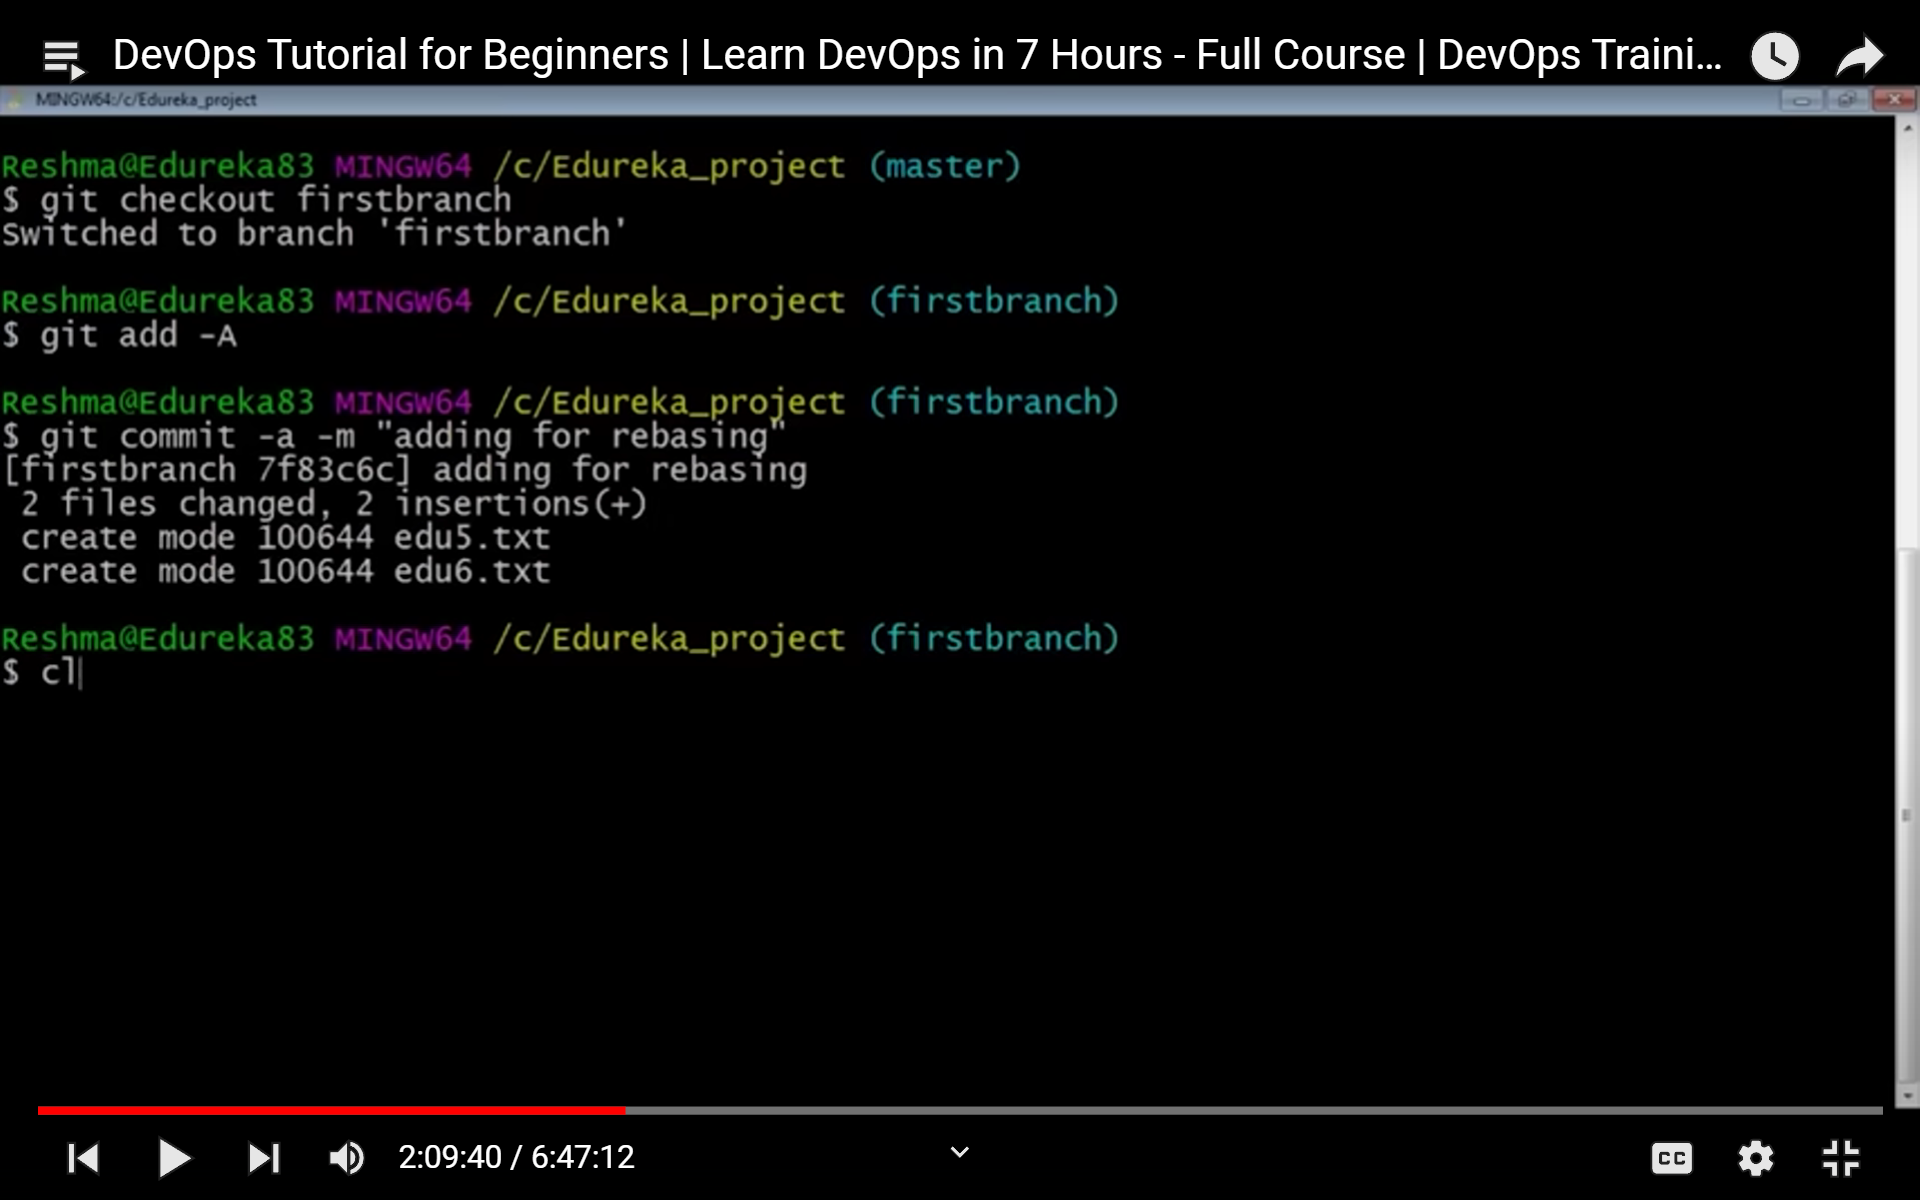 DevOps Tutorial for Beginners | Learn DevOps in 7 Hours - Full Course | DevOps Traini...
MINGW64:/c/Edureka_project
Reshma@Edureka83 MINGW64 /c/Edureka_project (master)
$ git checkout firstbranch
Switched to branch 'firstbranch'
Reshma@Edureka83 MINGW64 /c/Edureka_project (firstbranch)
$ git add -A
Reshma@Edureka83 MINGW64 /c/Edureka_project (firstbranch)
$ git commit -a -m "adding for rebasing"
[firstbranch 7f83c6c] adding for rebasing
2 files changed, 2 insertions(+)
create mode 100644 edu5.txt
create mode 100644 edu6.txt
Reshma@Edureka83 MINGW64 /c/Edureka_project (firstbranch)
$ cl
2:09:40 / 6:47:12
CC